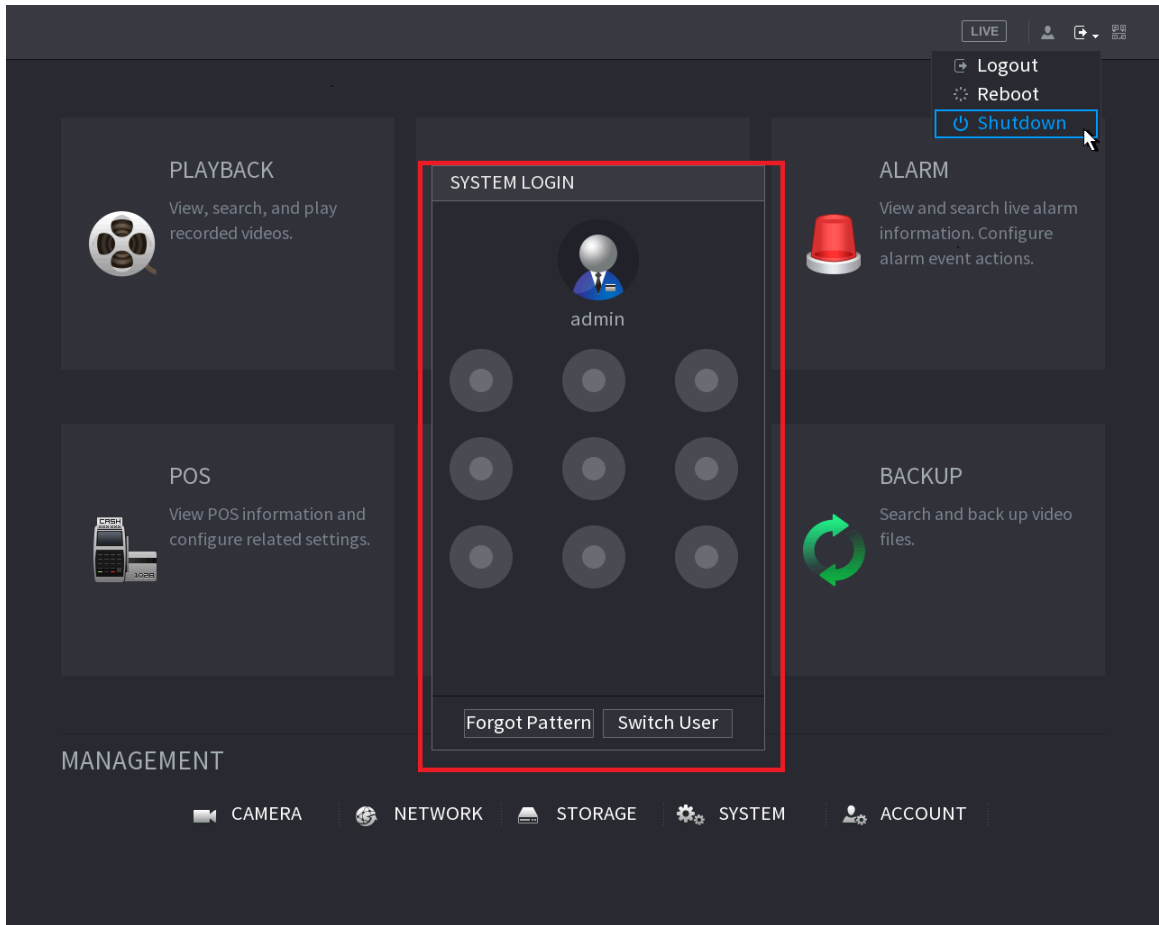 LIVE
Logout
Reboot
Shutdown
PLAYBACK
View, search, and play
recorded videos.
SYSTEM LOGIN
admin
Forgot Pattern
Switch User
ALARM
View and search live alarm
information. Configure
alarm event actions.
POS
View POS information and
configure related settings.
CASH
1028
BACKUP
Search and back up video
files.
MANAGEMENT
CAMERA
NETWORK
STORAGE
SYSTEM
ACCOUNT